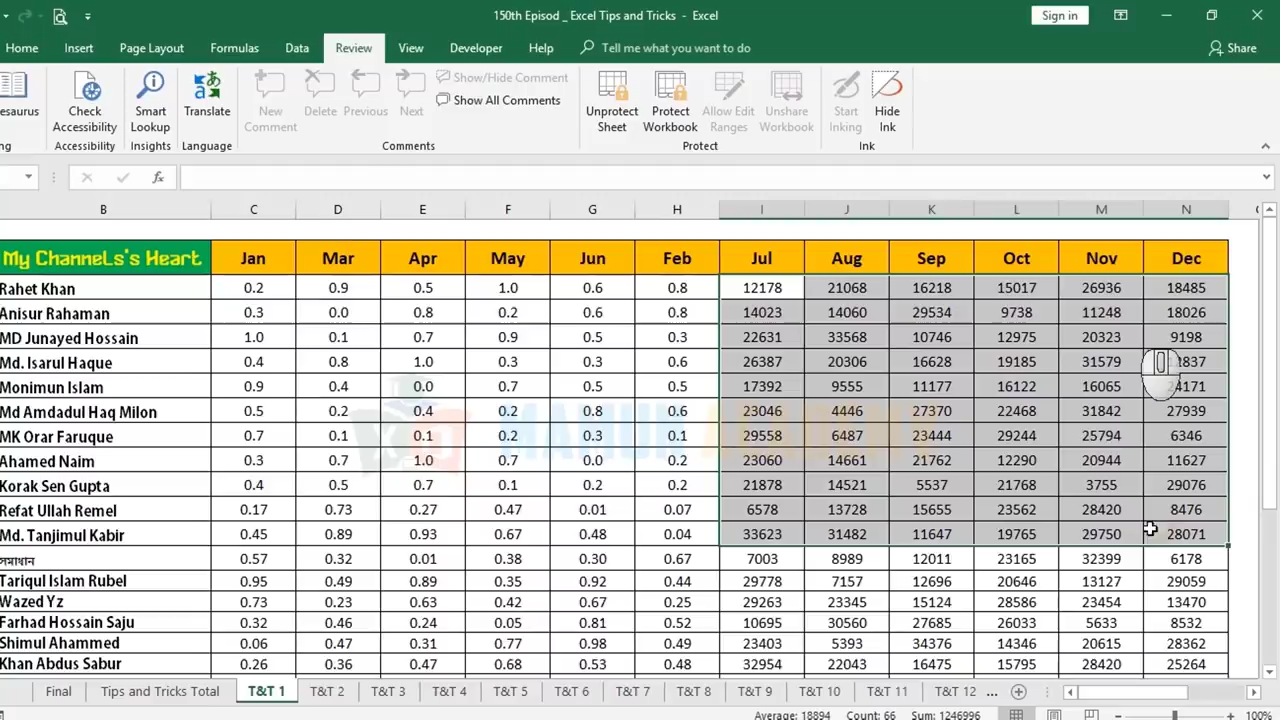 150th Episod _ Excel Tips and Tricks - Excel
Sign in
Home Insert Page Layout Formulas Data Review View Developer Help Tell me what you want to do Share
esaurus
Check Accessibility
Smart Lookup
Translate
New Comment
Delete Previous Next
Show/Hide Comment
Show All Comments
Unprotect Sheet
Protect Workbook
Allow Edit Ranges
Unshare Workbook
Start Inking
Hide Ink
ng Accessibility Insights Language Comments Protect Ink
fx
B C D E F G H I J K L M N
My Channels's Heart Jan Mar Apr May Jun Feb Jul Aug Sep Oct Nov Dec
Rahet Khan 0.2 0.9 0.5 1.0 0.6 0.8 12178 21068 16218 15017 26936 18485
Anisur Rahaman 0.3 0.0 0.8 0.2 0.6 0.8 14023 14060 29534 9738 11248 18026
MD Junayed Hossain 1.0 0.1 0.7 0.9 0.5 0.3 22631 33568 10746 12975 20323 9198
Md. Isarul Haque 0.4 0.8 1.0 0.3 0.3 0.6 26387 20306 16628 19185 31579 837
Monimun Islam 0.9 0.4 0.0 0.7 0.5 0.5 17392 9555 11177 16122 16065 4171
Md Amdadul Haq Milon 0.5 0.2 0.4 0.2 0.8 0.6 23046 4446 27370 22468 31842 27939
MK Orar Faruque 0.7 0.1 0.1 0.2 0.3 0.1 29558 6487 23444 29244 25794 6346
MAMUR ACADEMY
Ahamed Naim 0.3 0.7 1.0 0.7 0.0 0.2 23060 14661 21762 12290 20944 11627
Korak Sen Gupta 0.4 0.5 0.7 0.1 0.2 0.2 21878 14521 5537 21768 3755 29076
Refat Ullah Remel 0.17 0.73 0.27 0.47 0.01 0.07 6578 13728 15655 23562 28420 8476
Md. Tanjimul Kabir 0.45 0.89 0.93 0.67 0.48 0.04 33623 31482 11647 19765 29750 28071
সমাধান 0.57 0.32 0.01 0.38 0.30 0.67 7003 8989 12011 23165 32399 6178
Tariqul Islam Rubel 0.95 0.49 0.89 0.35 0.92 0.44 29778 7157 12696 20646 13127 29059
Wazed Yz 0.73 0.23 0.63 0.42 0.67 0.25 29263 23345 15124 28586 23454 13470
Farhad Hossain Saju 0.32 0.46 0.24 0.05 0.81 0.52 10695 30560 27685 26033 5633 8532
Shimul Ahammed 0.06 0.47 0.31 0.77 0.98 0.49 23403 5393 34376 14346 20615 28362
Khan Abdus Sabur 0.26 0.36 0.47 0.68 0.53 0.48 32954 22043 16475 15795 28420 25264
Final Tips and Tricks Total T&T 1 T&T 2 T&T 3 T&T 4 T&T 5 T&T 6 T&T 7 T&T 8 T&T 9 T&T 10 T&T 11 T&T 12 ...
Average: 18894 Count: 66 Sum: 1246996 100%